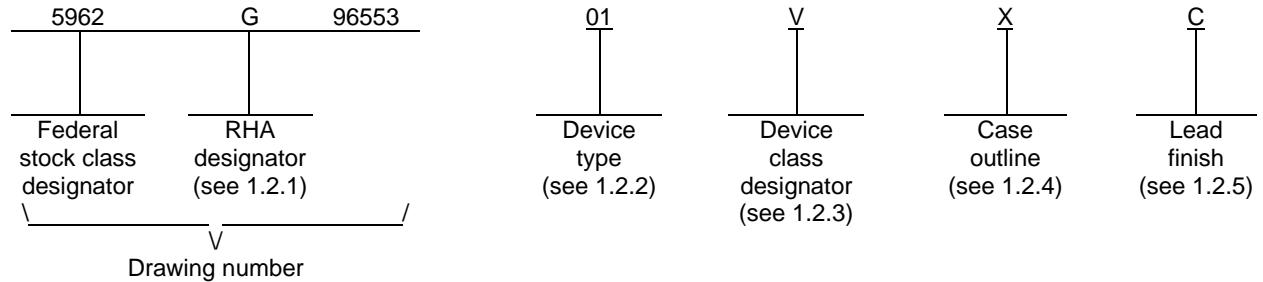 5962 G 96553 01 V X C
Federal stock class designator
RHA designator (see 1.2.1)
Device type (see 1.2.2)
Device class designator (see 1.2.3)
Case outline (see 1.2.4)
Lead finish (see 1.2.5)
\ /
\/
Drawing number